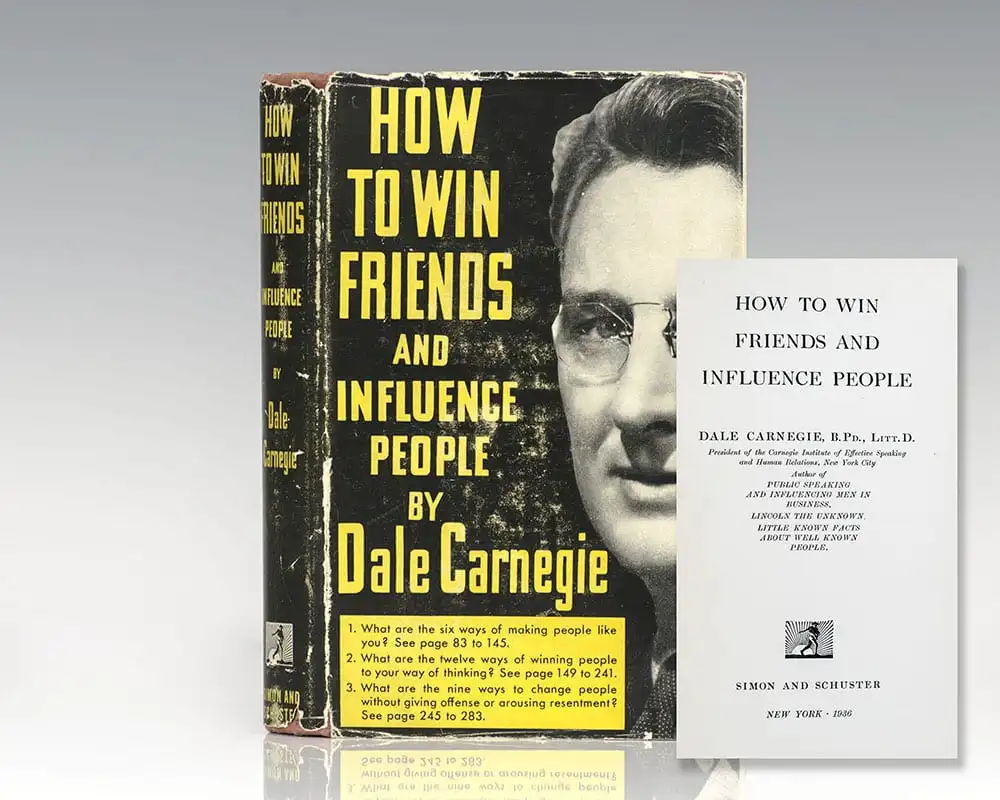 HOW
TO WIN
FRIENDS
AND
INFLUENCE
PEOPLE
BY
Dale
Carnegie
SIMON AND
HOW
TO WIN
FRIENDS
AND
INFLUENCE
PEOPLE
BY
Dale Carnegie
1. What are the six ways of making people like
you? See page 83 to 145.
2. What are the twelve ways of winning people
to your way of thinking? See page 149 to 241.
3. What are the nine ways to change people
without giving offense or arousing resentment?
See page 245 to 283.
HOW TO WIN
FRIENDS AND
INFLUENCE PEOPLE
DALE CARNEGIE, B.PD., LITT.D.
President of the Carnegie Institute of Effective Speaking
and Human Relations, New York City
Author of
PUBLIC SPEAKING
AND INFLUENCING MEN IN
BUSINESS,
LINCOLN THE UNKNOWN,
LITTLE KNOWN FACTS
ABOUT WELL KNOWN
PEOPLE.
SIMON AND SCHUSTER
NEW YORK · 1936